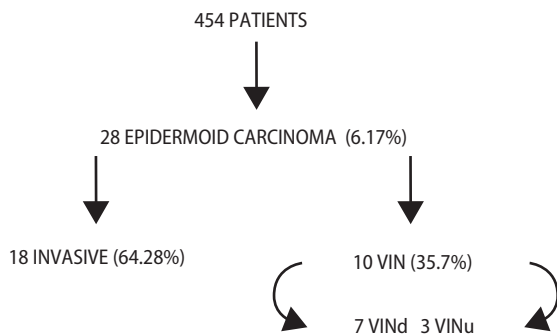 454 PATIENTS
28 EPIDERMOID CARCINOMA (6.17%)
18 INVASIVE (64.28%)
10 VIN (35.7%)
7 VINd 3 VINu